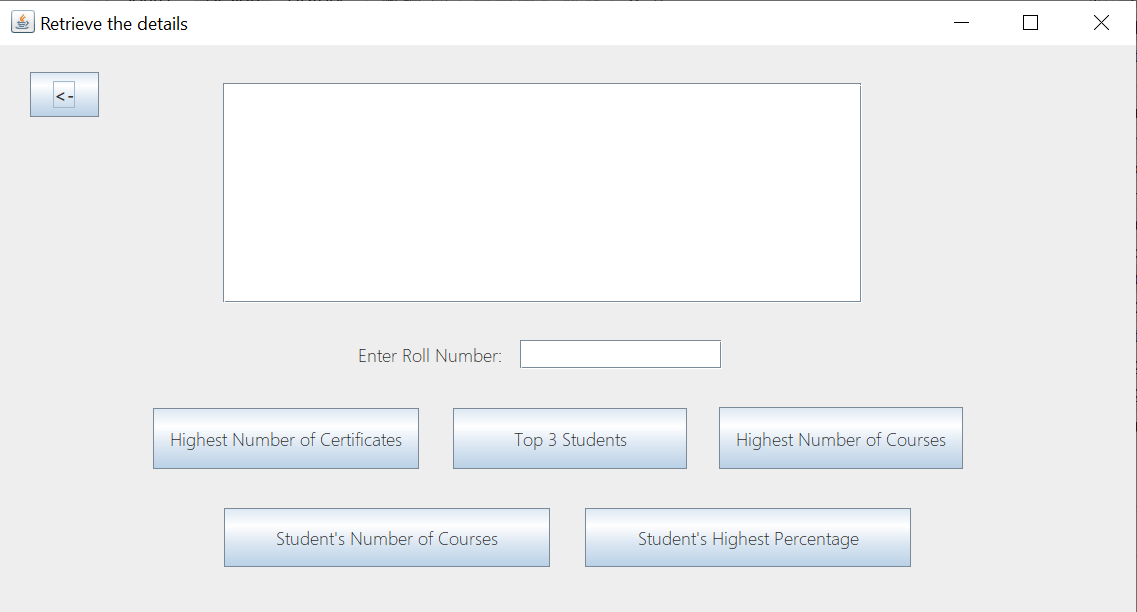 Retrieve the details
<-
Enter Roll Number:
Highest Number of Certificates
Top 3 Students
Highest Number of Courses
Student's Number of Courses
Student's Highest Percentage